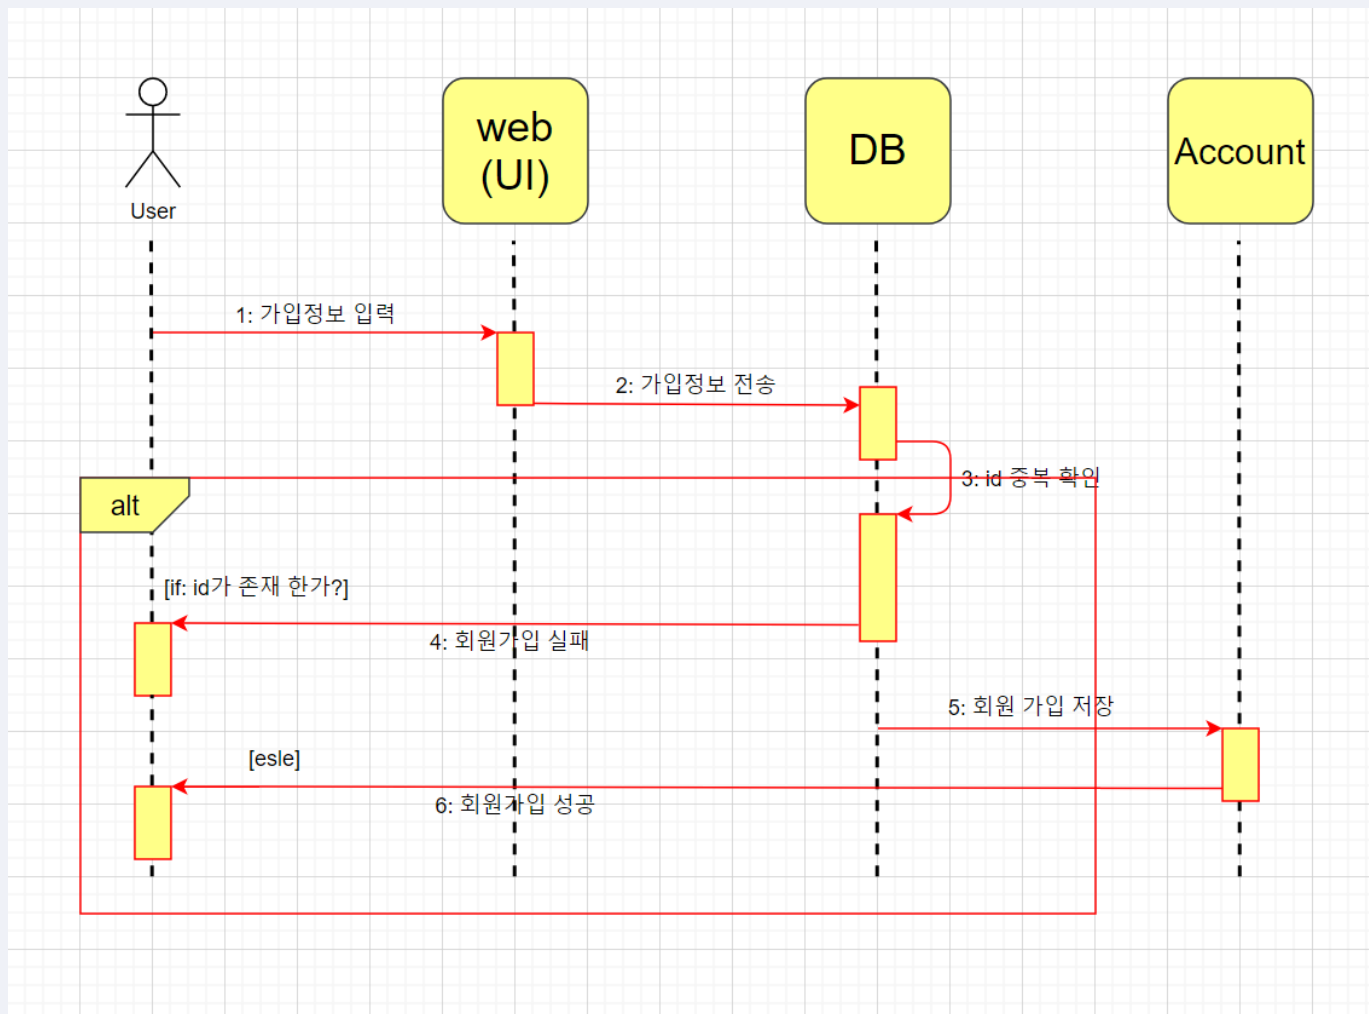 User
web
(UI)
DB
Account
1: 가입정보 입력
2: 가입정보 전송
3: id 중복 확인
alt
[if: id가 존재 한가?]
4: 회원가입 실패
5: 회원 가입 저장
[esle]
6: 회원가입 성공